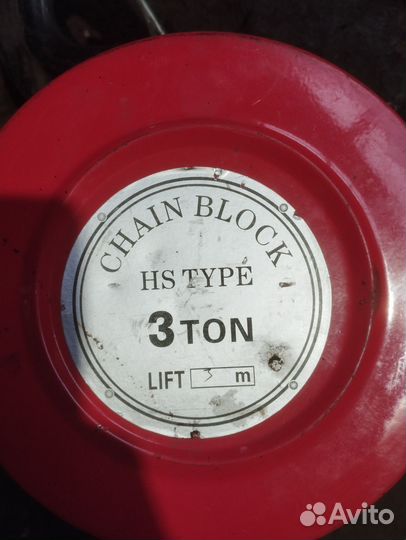 CHAIN BLOCK
HS TYPE
3 TON
LIFT 3 m
Avito